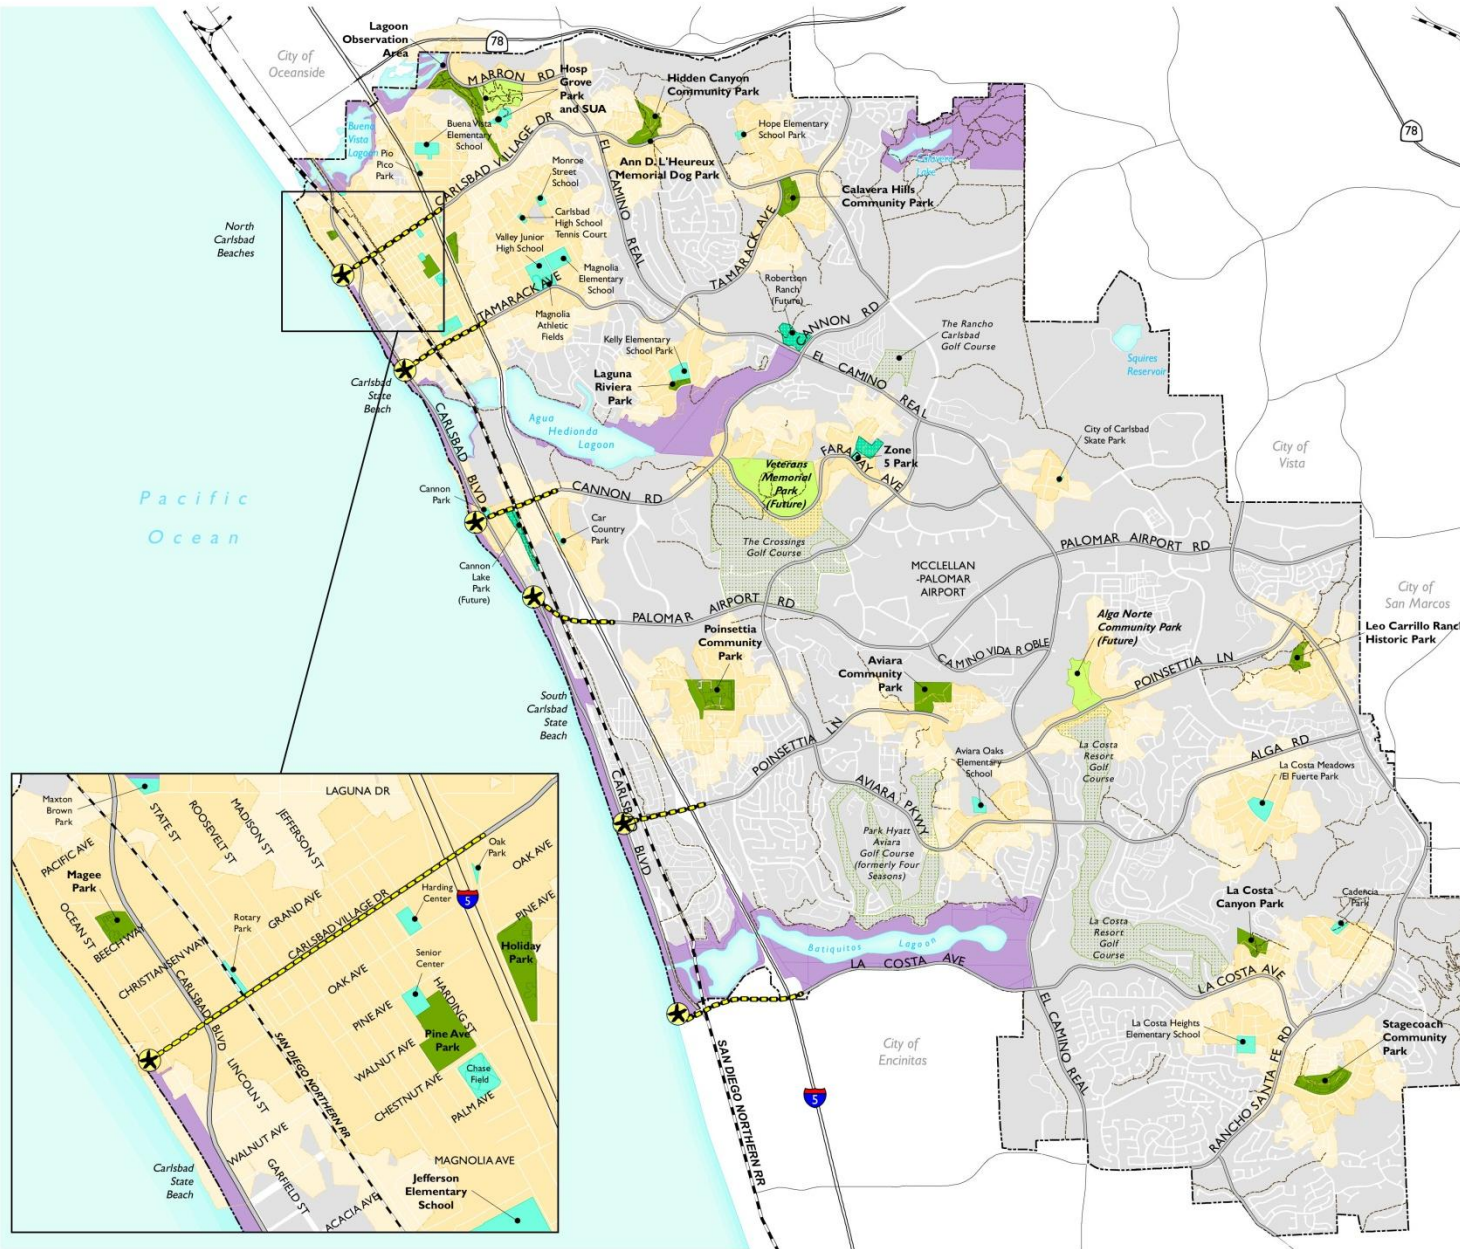 Lagoon
Observation
Area
78
City of
Oceanside
MARRON RD
Hosp
Grove
Park
and SUA
Hidden Canyon
Community Park
Buena
Vista
Lagoon
Buena Vista
Elementary
School
Pio
Pico
Park
CARLSBAD VILLAGE DR
EL CAMINO REAL
Hope Elementary
School Park
78
Ann D. L'Heureux
Memorial Dog Park
Calavera
Lake
Monroe
Street
School
Calavera Hills
Community Park
Carlsbad
High School
Tennis Court
Valley Junior
High School
North
Carlsbad
Beaches
Magnolia
Elementary
School
TAMARACK AVE
TAMARACK AVE
Robertson
Ranch
(Future)
Magnolia
Athletic
Fields
CANNON RD
The Rancho
Carlsbad
Golf Course
Kelly Elementary
School Park
Squires
Reservoir
Laguna
Riviera
Park
EL CAMINO REAL
Carlsbad
State
Beach
CARLSBAD BLVD
Agua
Hedionda
Lagoon
City of Carlsbad
Skate Park
City of
Vista
FARADAY AVE
Zone
5 Park
Veterans
Memorial
Park
(Future)
Pacific
Ocean
Cannon
Park
CANNON RD
Car
Country
Park
The Crossings
Golf Course
PALOMAR AIRPORT RD
Cannon
Lake
Park
(Future)
MCCLELLAN
-PALOMAR
AIRPORT
City of
San Marcos
PALOMAR AIRPORT RD
Alga Norte
Community Park
(Future)
Leo Carrillo Ranch
Historic Park
Poinsettia
Community
Park
CAMINO VIDA ROBLE
Aviara
Community
Park
POINSETTIA LN
South
Carlsbad
State
Beach
POINSETTIA LN
La Costa
Resort
Golf
Course
ALGA RD
Aviara Oaks
Elementary
School
La Costa Meadows
/El Fuerte Park
CARLSBAD BLVD
AVIARA PKWY
Park Hyatt
Aviara
Golf Course
(formerly Four
Seasons)
La Costa
Canyon Park
Cadencia
Park
La Costa
Resort
Golf
Course
Batiquitos Lagoon
LA COSTA AVE
LA COSTA AVE
EL CAMINO REAL
La Costa Heights
Elementary School
Stagecoach
Community
Park
City of
Encinitas
RANCHO SANTA FE RD
SAN DIEGO NORTHERN RR
5
LAGUNA DR
Maxton
Brown
Park
STATE ST
ROOSEVELT ST
MADISON ST
JEFFERSON ST
PACIFIC AVE
Oak
Park
OAK AVE
Magee
Park
Harding
Center
5
GRAND AVE
CARLSBAD VILLAGE DR
Rotary
Park
PINE AVE
OCEAN ST
BEECH WAY
Holiday
Park
CHRISTIANSEN WAY
Senior
Center
OAK AVE
CARLSBAD BLVD
HARDING ST
PINE AVE
Pine Ave
Park
SAN DIEGO NORTHERN RR
WALNUT AVE
Chase
Field
LINCOLN ST
CHESTNUT AVE
PALM AVE
WALNUT AVE
MAGNOLIA AVE
Carlsbad
State
Beach
GARFIELD ST
Jefferson
Elementary
School
ACACIA AVE